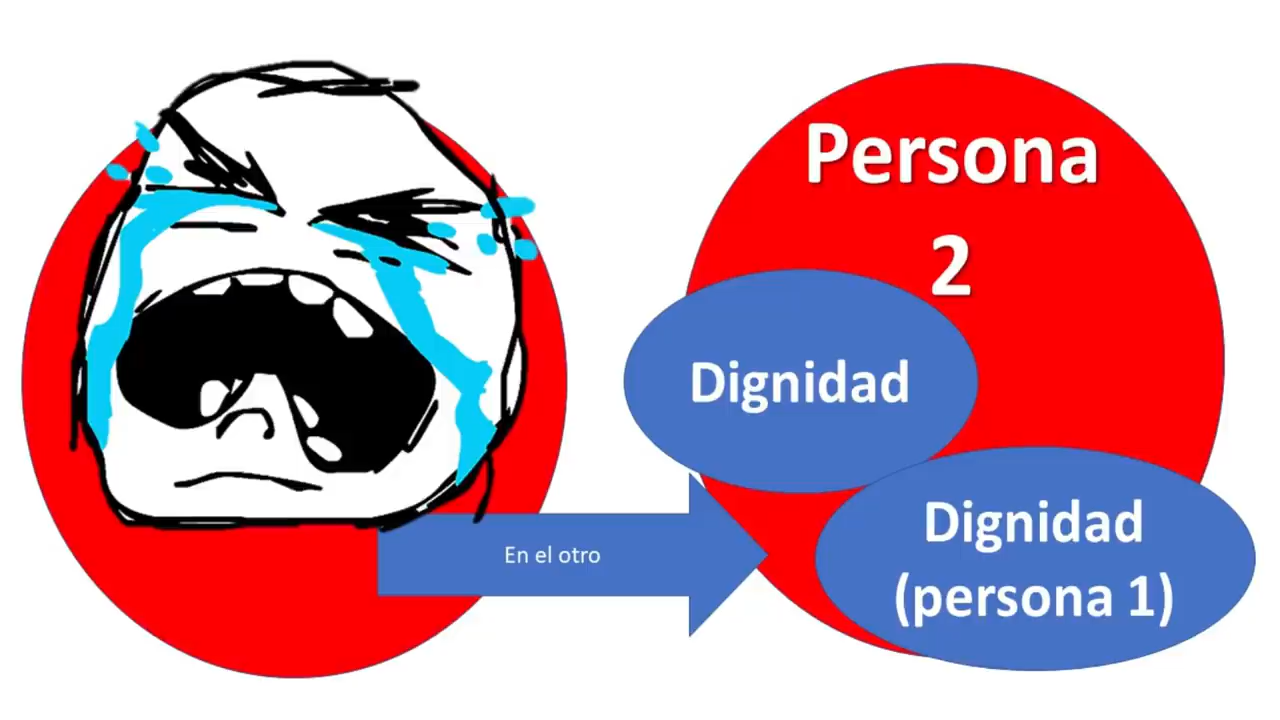 Persona
2
Dignidad
En el otro
Dignidad
(persona 1)